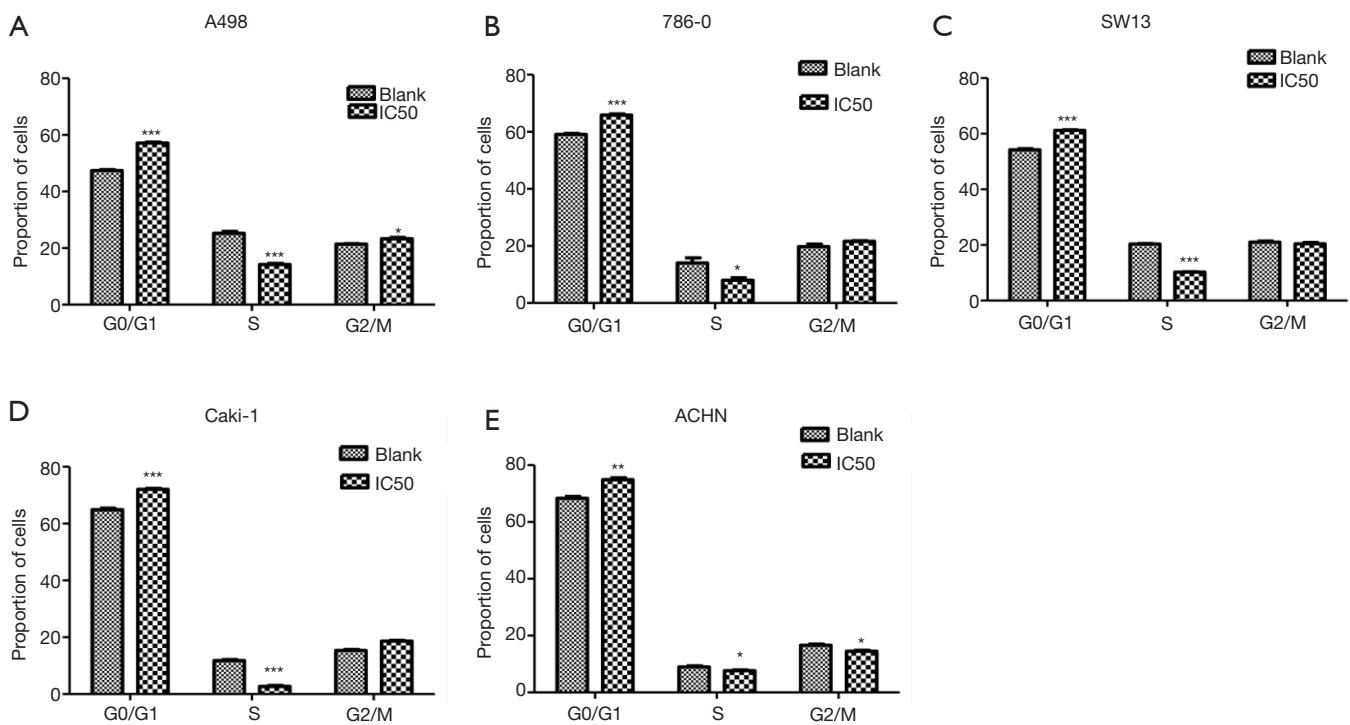 A
A498
Blank
IC50
Proportion of cells
80
60
40
20
0
***
***
*
G0/G1 S G2/M
B
786-0
Blank
IC50
Proportion of cells
80
60
40
20
0
***
*
G0/G1 S G2/M
C
SW13
Blank
IC50
Proportion of cells
80
60
40
20
0
***
***
G0/G1 S G2/M
D
Caki-1
Blank
IC50
Proportion of cells
80
60
40
20
0
***
***
G0/G1 S G2/M
E
ACHN
Blank
IC50
Proportion of cells
80
60
40
20
0
**
*
*
G0/G1 S G2/M